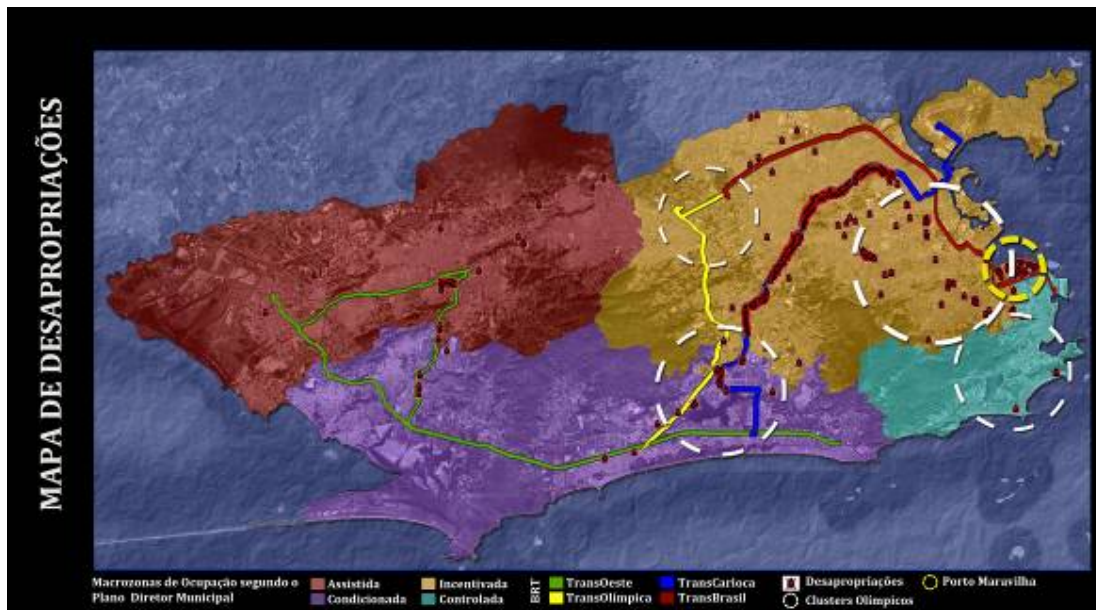 MAPA DE DESAPROPRIAÇÕES
Macrozonas de Ocupação segundo o
Plano Diretor Municipal
Assistida
Condicionada
Incentivada
Controlada
BRT
TransOeste
TransOlímpica
TransCarioca
TransBrasil
Desapropriações
Clusters Olímpicos
Porto Maravilha